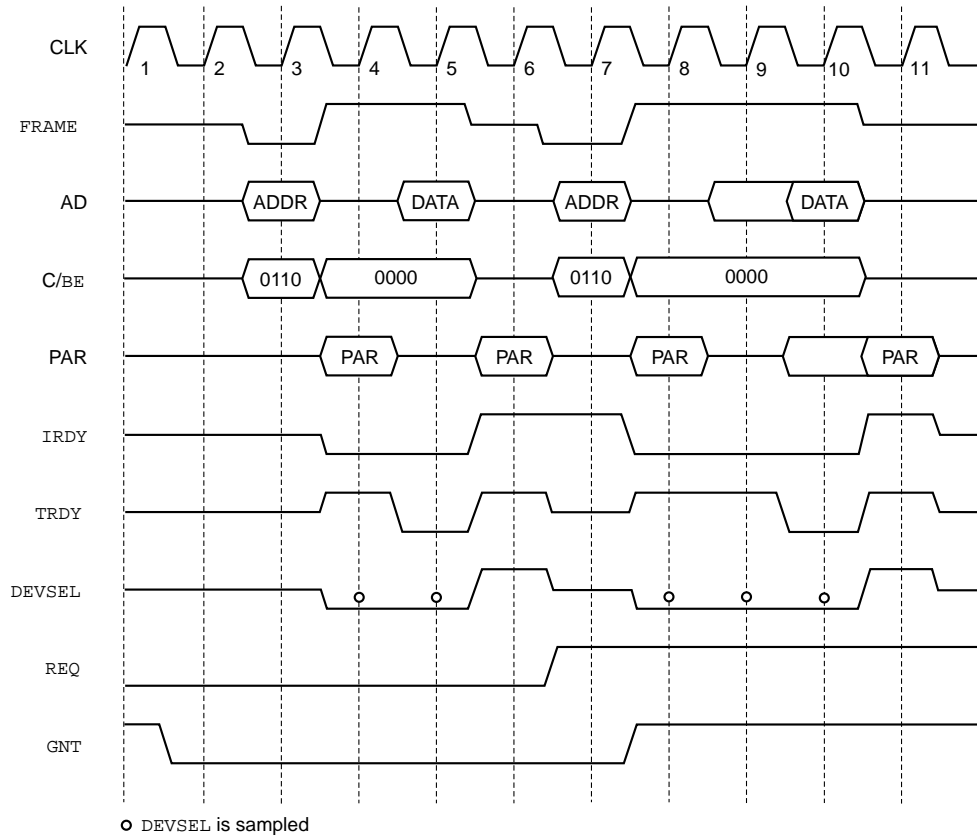 CLK
1 2 3 4 5 6 7 8 9 10 11
FRAME
AD ADDR DATA ADDR DATA
C/BE 0110 0000 0110 0000
PAR PAR PAR PAR PAR
IRDY
TRDY
DEVSEL
REQ
GNT
DEVSEL is sampled